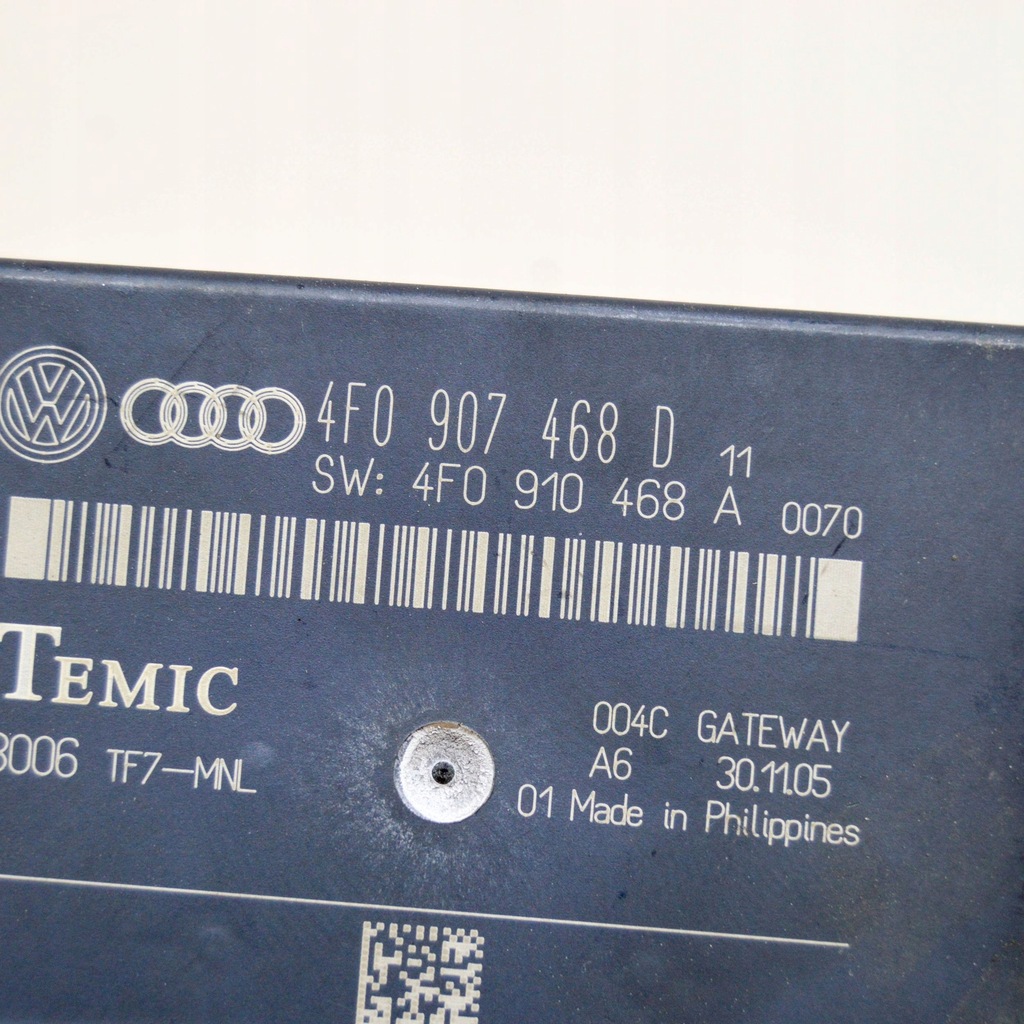 4F0 907 468 D 11
SW: 4F0 910 468 A 0070
TEMIC
004C GATEWAY
8006 TF7-MNL
A6 30.11.05
01 Made in Philippines